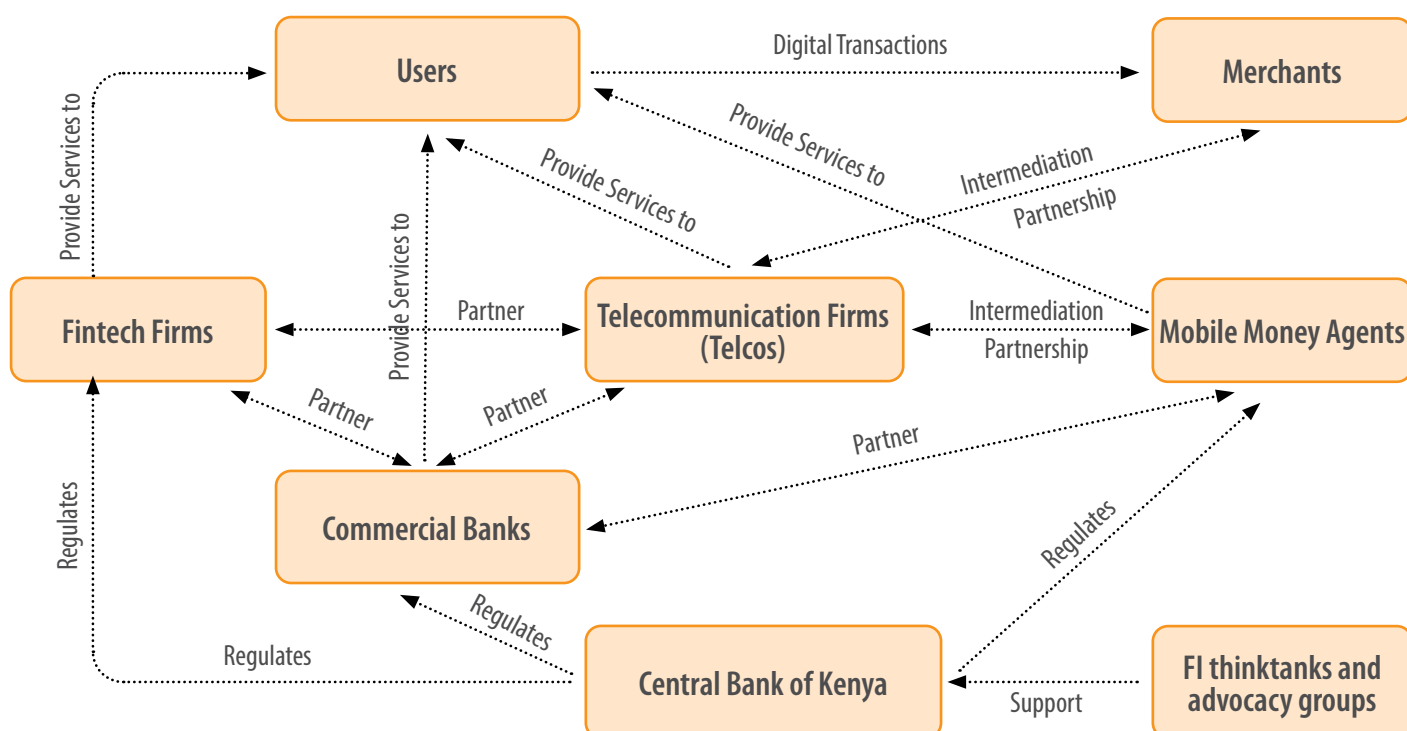 Digital Transactions
Users
Merchants
Provide Services to
Provide Services to
Provide Services to
Intermediation
Partnership
Provide Services to
Fintech Firms
Partner
Telecommunication Firms
(Telcos)
Intermediation
Partnership
Mobile Money Agents
Partner
Partner
Partner
Commercial Banks
Regulates
Regulates
Regulates
Regulates
Central Bank of Kenya
Support
FI thinktanks and
advocacy groups